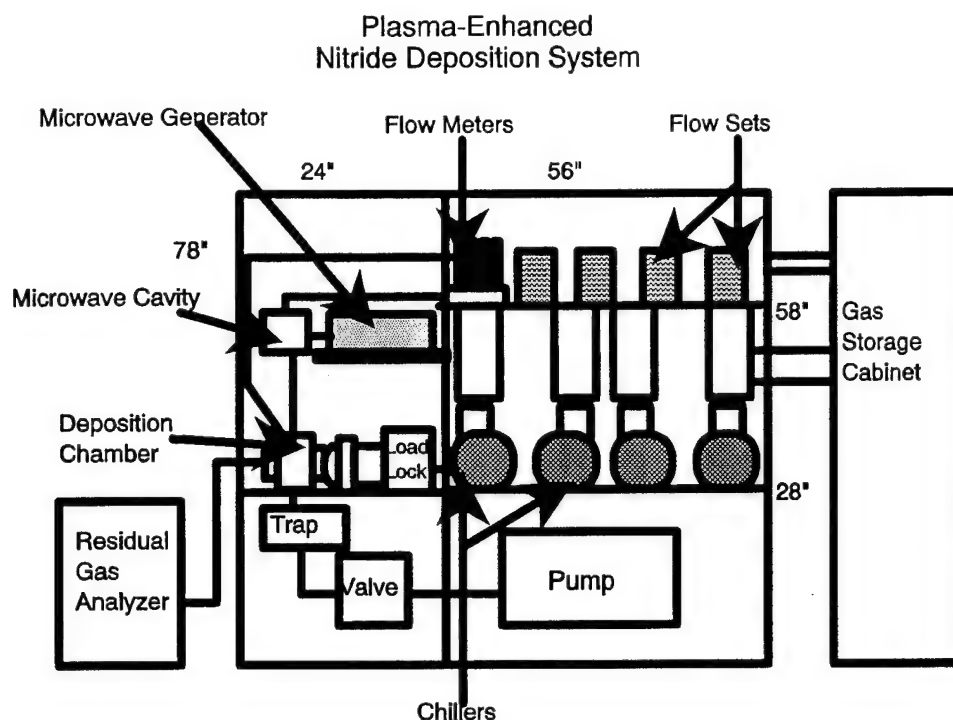 Plasma-Enhanced
Nitride Deposition System
Microwave Generator
Flow Meters
Flow Sets
24"
56"
78"
Microwave Cavity
58"
Gas
Storage
Cabinet
Deposition
Chamber
Load
Lock
28"
Residual
Gas
Analyzer
Trap
Valve
Pump
Chillers